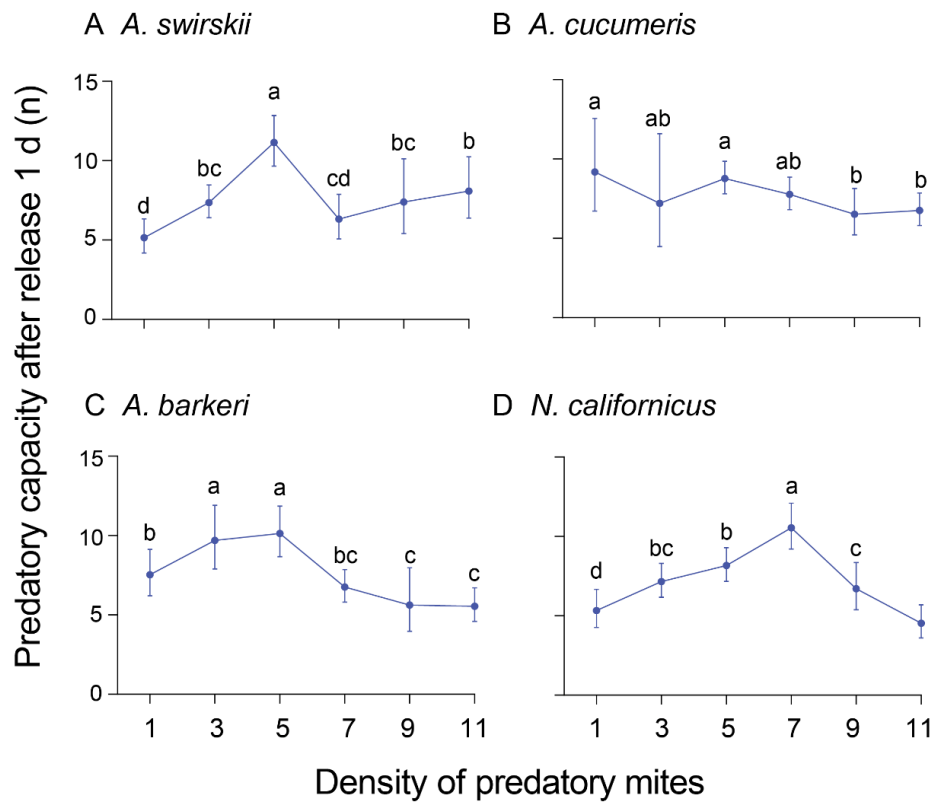 A A. swirskii
B A. cucumeris
Predatory capacity after release 1 d (n)
15
10
5
0
d
bc
a
cd
bc
b
a
ab
a
ab
b
b
C A. barkeri
D N. californicus
15
10
5
0
b
a
a
bc
c
c
d
bc
b
a
c
1 3 5 7 9 11
1 3 5 7 9 11
Density of predatory mites